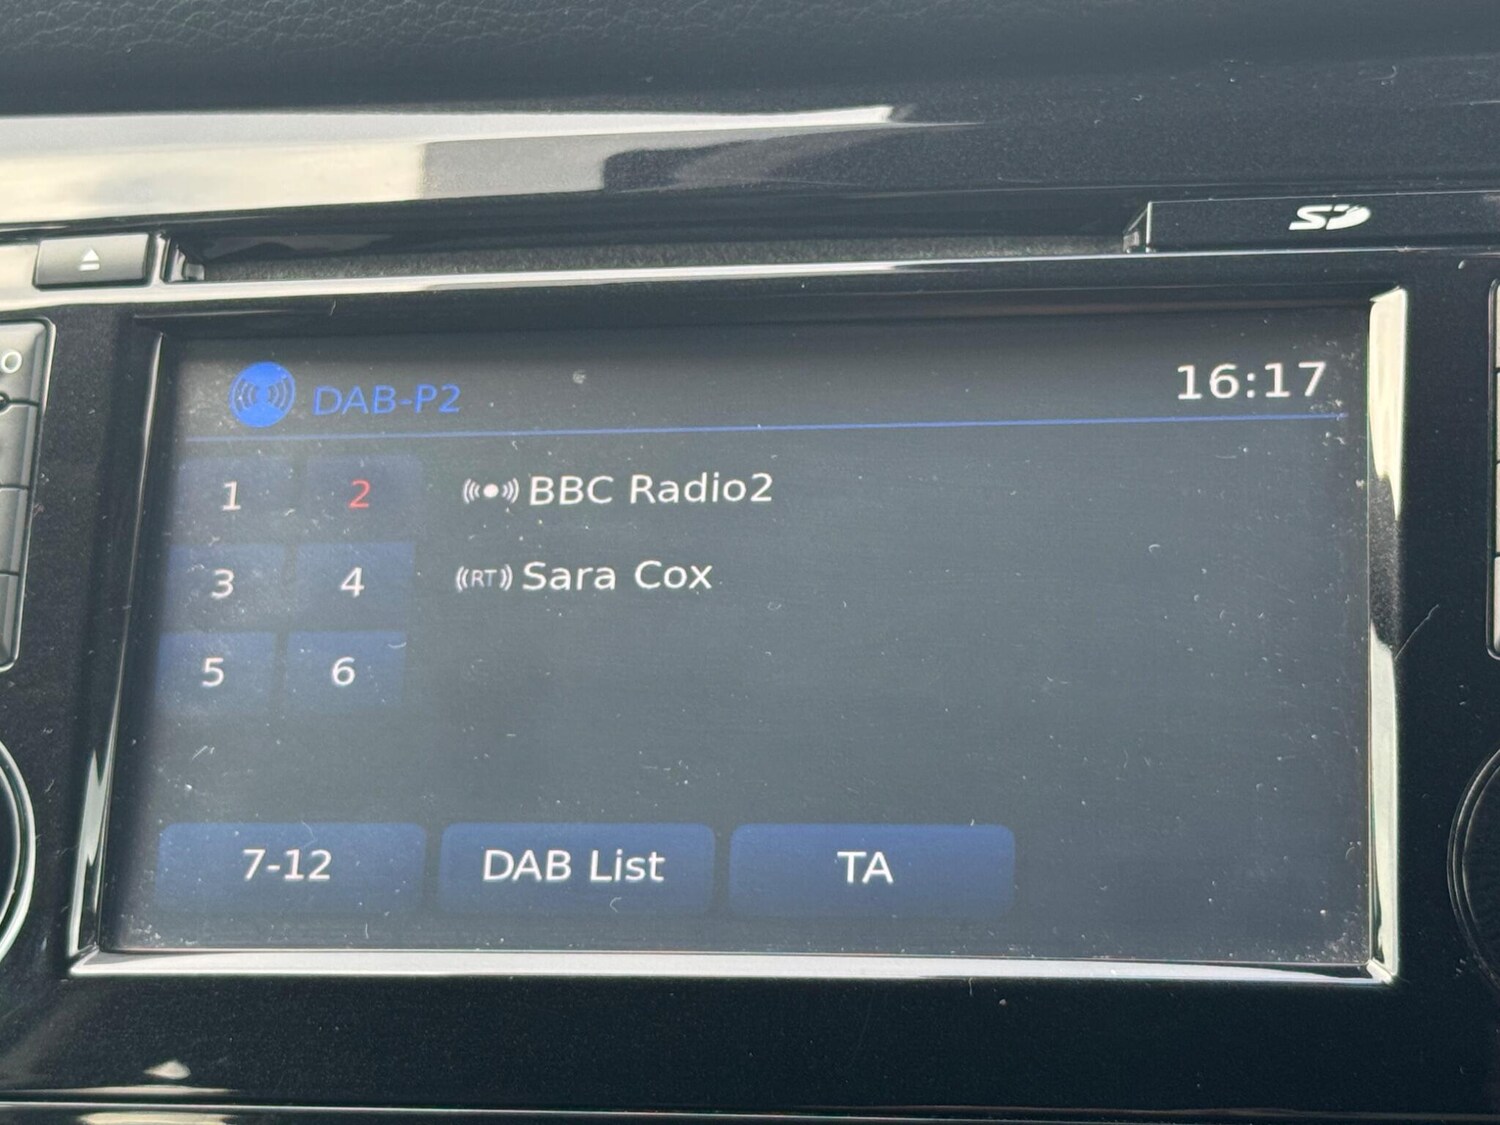 SD
DAB-P2 16:17
1 2 BBC Radio2
3 4 RT Sara Cox
5 6
7-12 DAB List TA